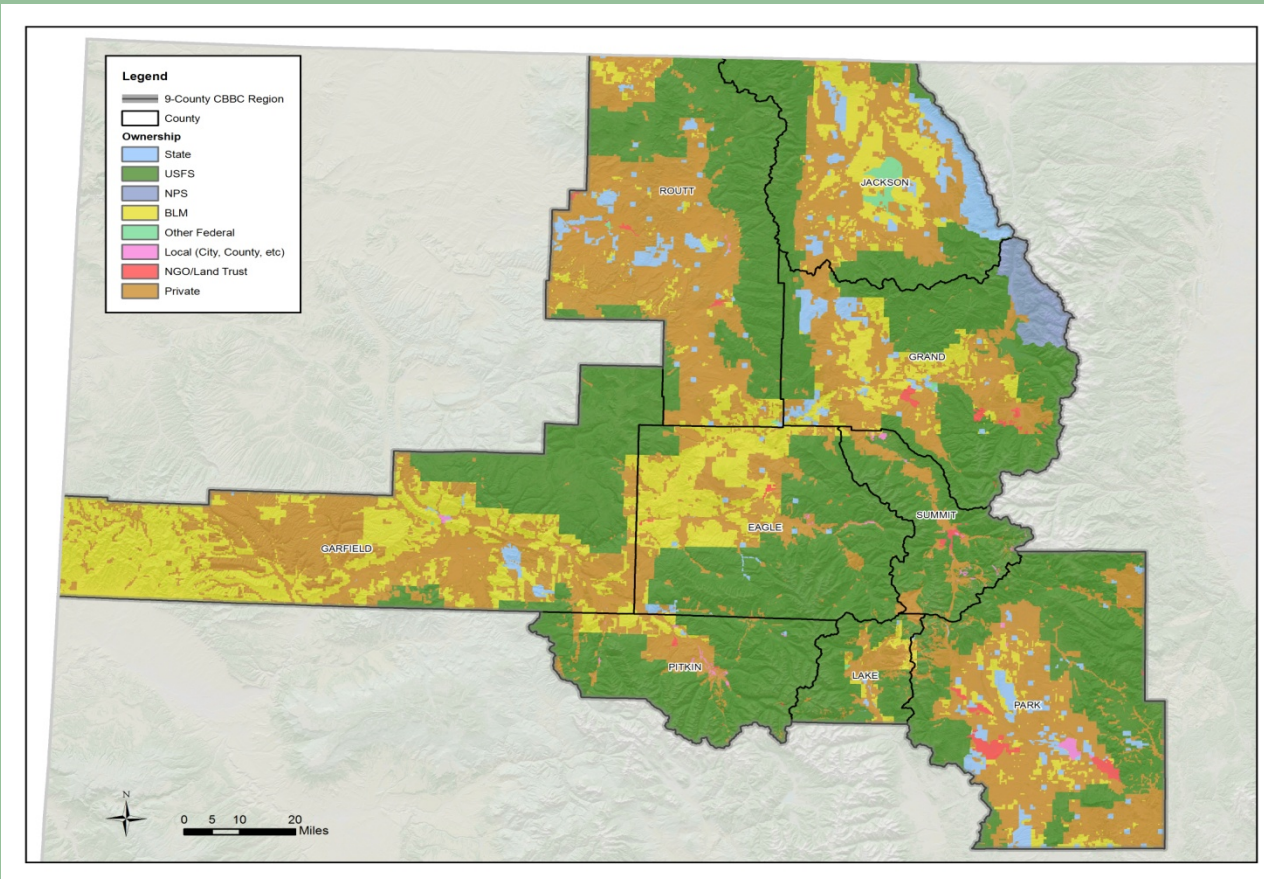 Legend
9-County CBBC Region
County
Ownership
State
USFS
NPS
BLM
Other Federal
Local (City, County, etc)
NGO/Land Trust
Private
ROUTT
JACKSON
GRAND
EAGLE
SUMMIT
GARFIELD
PITKIN
LAKE
PARK
N
0 5 10 20
Miles